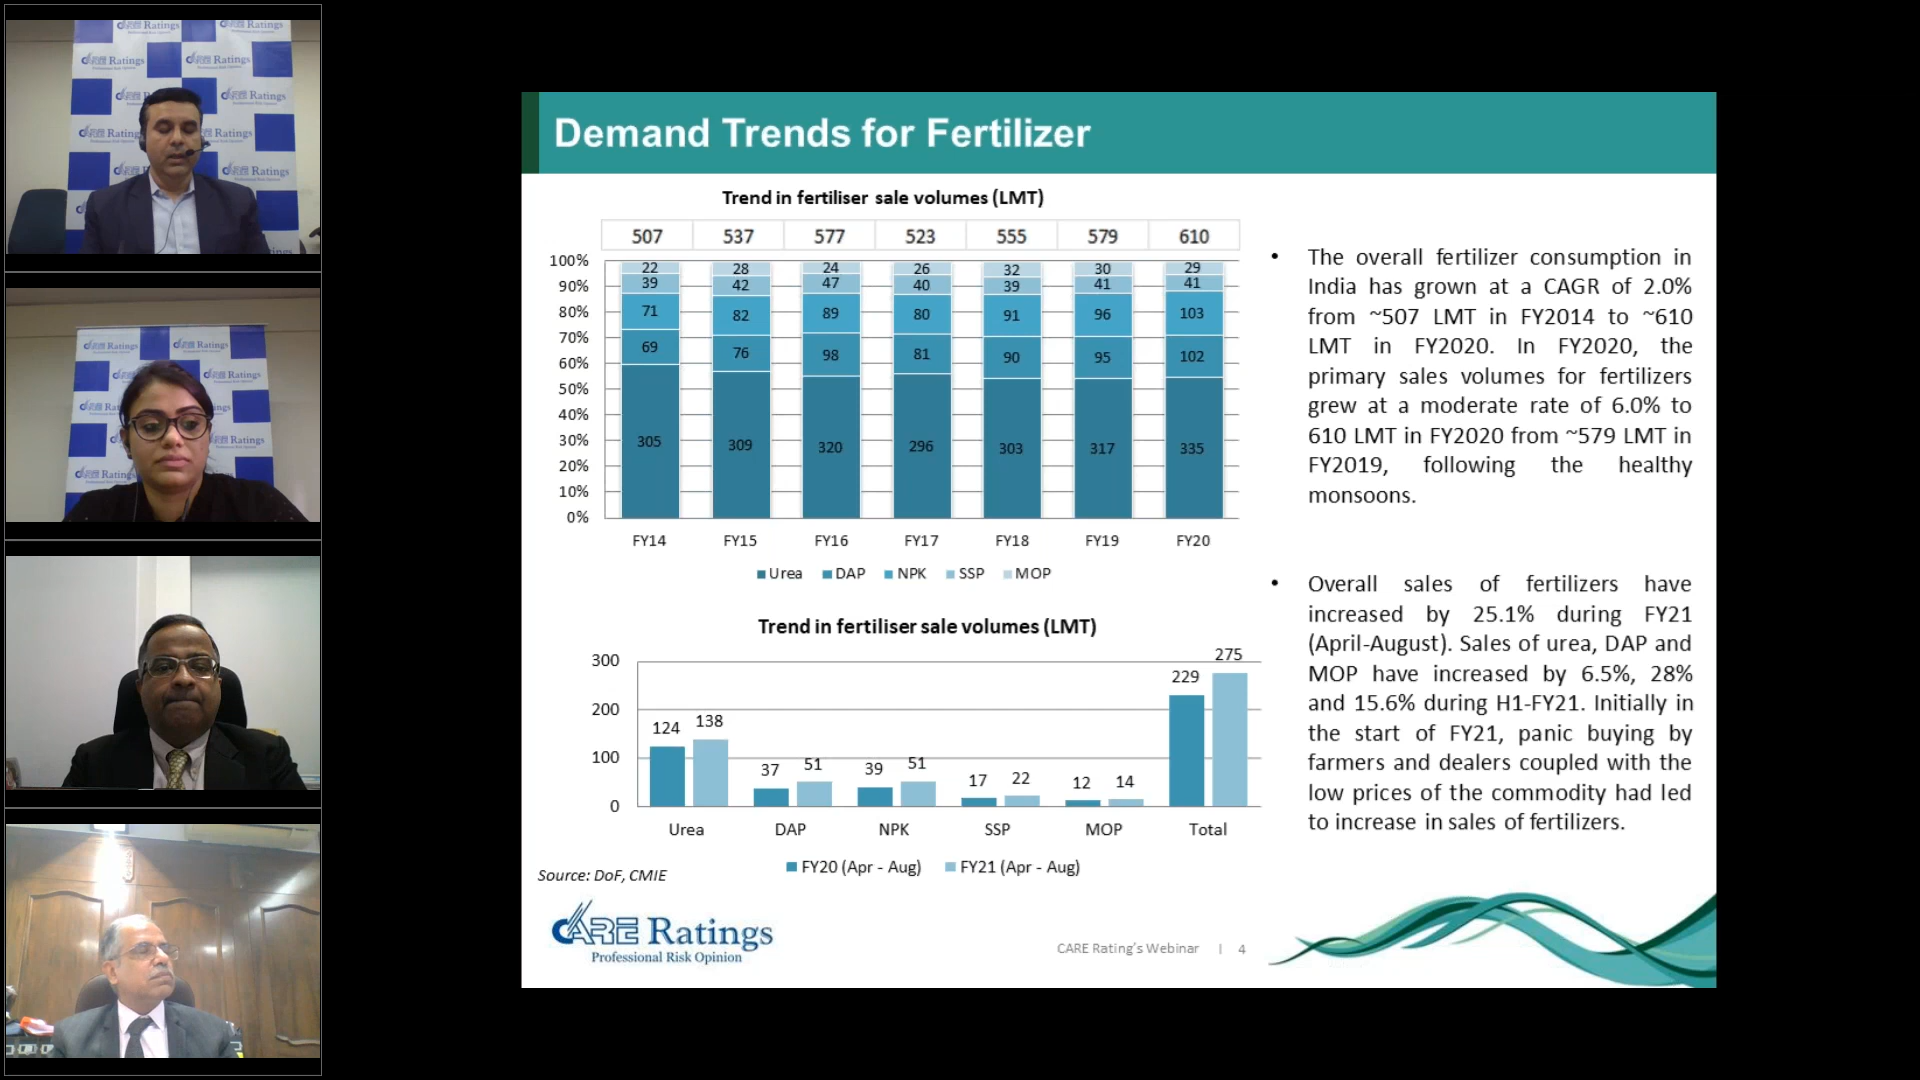 Demand Trends for Fertilizer
Trend in fertiliser sale volumes (LMT)
507 537 577 523 555 579 610
100%
90%
80%
70%
60%
50%
40%
30%
20%
10%
0%
22 28 24 26 32 30 29
39 42 47 40 39 41 41
71 82 89 80 91 96 103
69 76 98 81 90 95 102
305 309 320 296 303 317 335
FY14 FY15 FY16 FY17 FY18 FY19 FY20
Urea DAP NPK SSP MOP
Trend in fertiliser sale volumes (LMT)
300
200
100
0
124 138 37 51 39 51 17 22 12 14 229 275
Urea DAP NPK SSP MOP Total
FY20 (Apr - Aug) FY21 (Apr - Aug)
Source: DoF, CMIE
• The overall fertilizer consumption in
India has grown at a CAGR of 2.0%
from ~507 LMT in FY2014 to ~610
LMT in FY2020. In FY2020, the
primary sales volumes for fertilizers
grew at a moderate rate of 6.0% to
610 LMT in FY2020 from ~579 LMT in
FY2019, following the healthy
monsoons.
• Overall sales of fertilizers have
increased by 25.1% during FY21
(April-August). Sales of urea, DAP and
MOP have increased by 6.5%, 28%
and 15.6% during H1-FY21. Initially in
the start of FY21, panic buying by
farmers and dealers coupled with the
low prices of the commodity had led
to increase in sales of fertilizers.
CARE Ratings
Professional Risk Opinion
CARE Rating's Webinar | 4